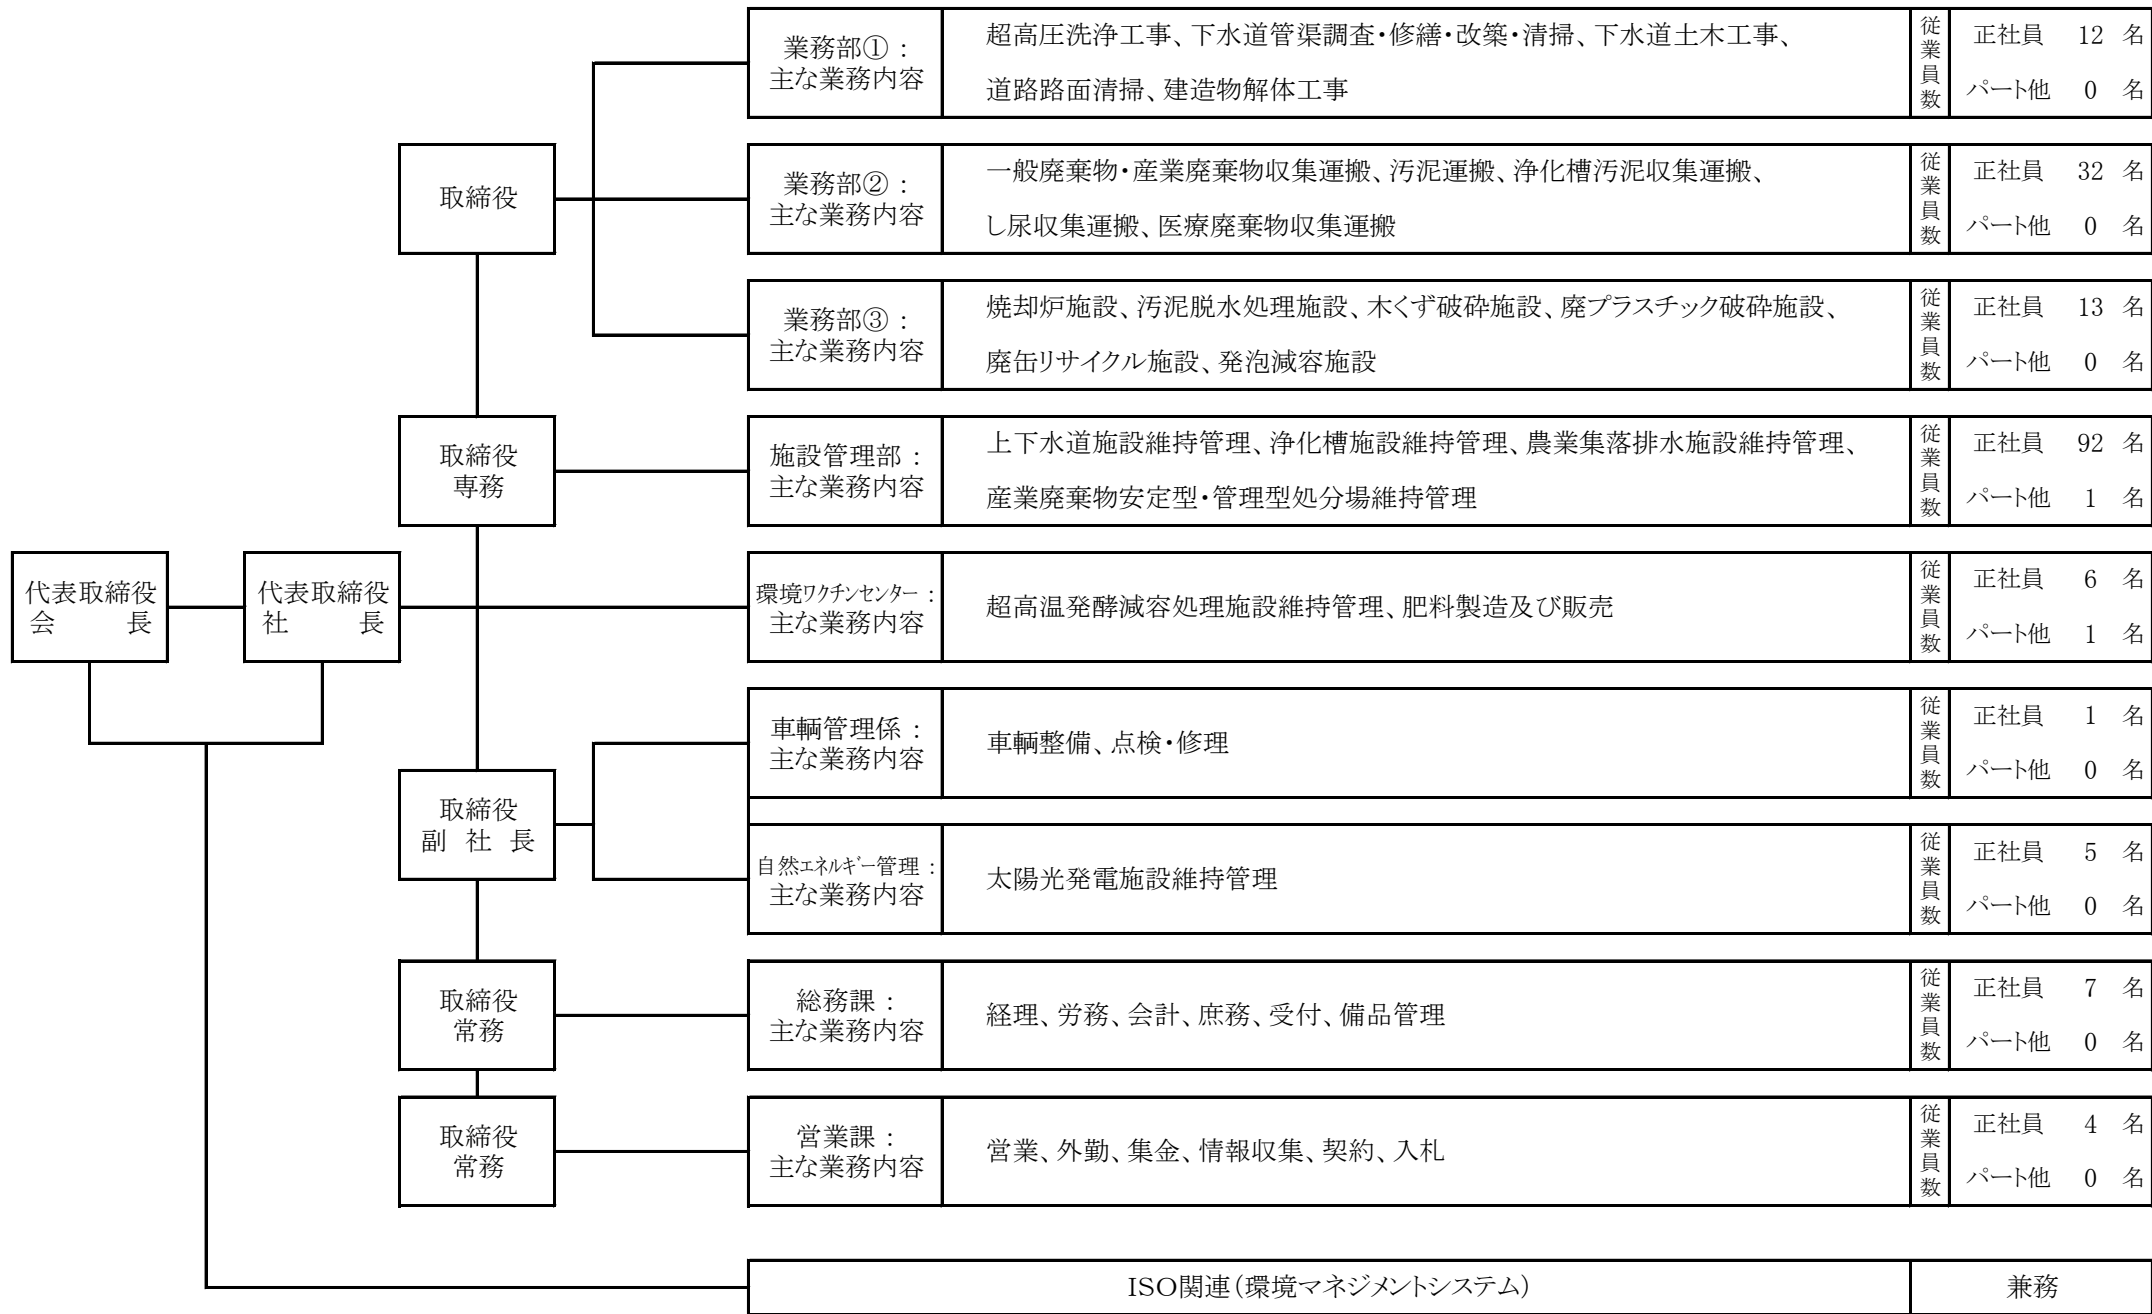 業務部①：
主な業務内容
超高圧洗浄工事、下水道管渠調査・修繕・改築・清掃、下水道土木工事、
道路路面清掃、建造物解体工事
従業員数
正社員 12 名
パート他 0 名
取締役
業務部②：
主な業務内容
一般廃棄物・産業廃棄物収集運搬、汚泥運搬、浄化槽汚泥収集運搬、
し尿収集運搬、医療廃棄物収集運搬
従業員数
正社員 32 名
パート他 0 名
業務部③：
主な業務内容
焼却炉施設、汚泥脱水処理施設、木くず破砕施設、廃プラスチック破砕施設、
廃缶リサイクル施設、発泡減容施設
従業員数
正社員 13 名
パート他 0 名
取締役
専務
施設管理部：
主な業務内容
上下水道施設維持管理、浄化槽施設維持管理、農業集落排水施設維持管理、
産業廃棄物安定型・管理型処分場維持管理
従業員数
正社員 92 名
パート他 1 名
代表取締役
会 長
代表取締役
社 長
環境ワクチンセンター：
主な業務内容
超高温発酵減容処理施設維持管理、肥料製造及び販売
従業員数
正社員 6 名
パート他 1 名
車輌管理係：
主な業務内容
車輌整備、点検・修理
従業員数
正社員 1 名
パート他 0 名
取締役
副 社 長
自然エネルギー管理：
主な業務内容
太陽光発電施設維持管理
従業員数
正社員 5 名
パート他 0 名
取締役
常務
総務課：
主な業務内容
経理、労務、会計、庶務、受付、備品管理
従業員数
正社員 7 名
パート他 0 名
取締役
常務
営業課：
主な業務内容
営業、外勤、集金、情報収集、契約、入札
従業員数
正社員 4 名
パート他 0 名
ISO関連（環境マネジメントシステム）
兼務